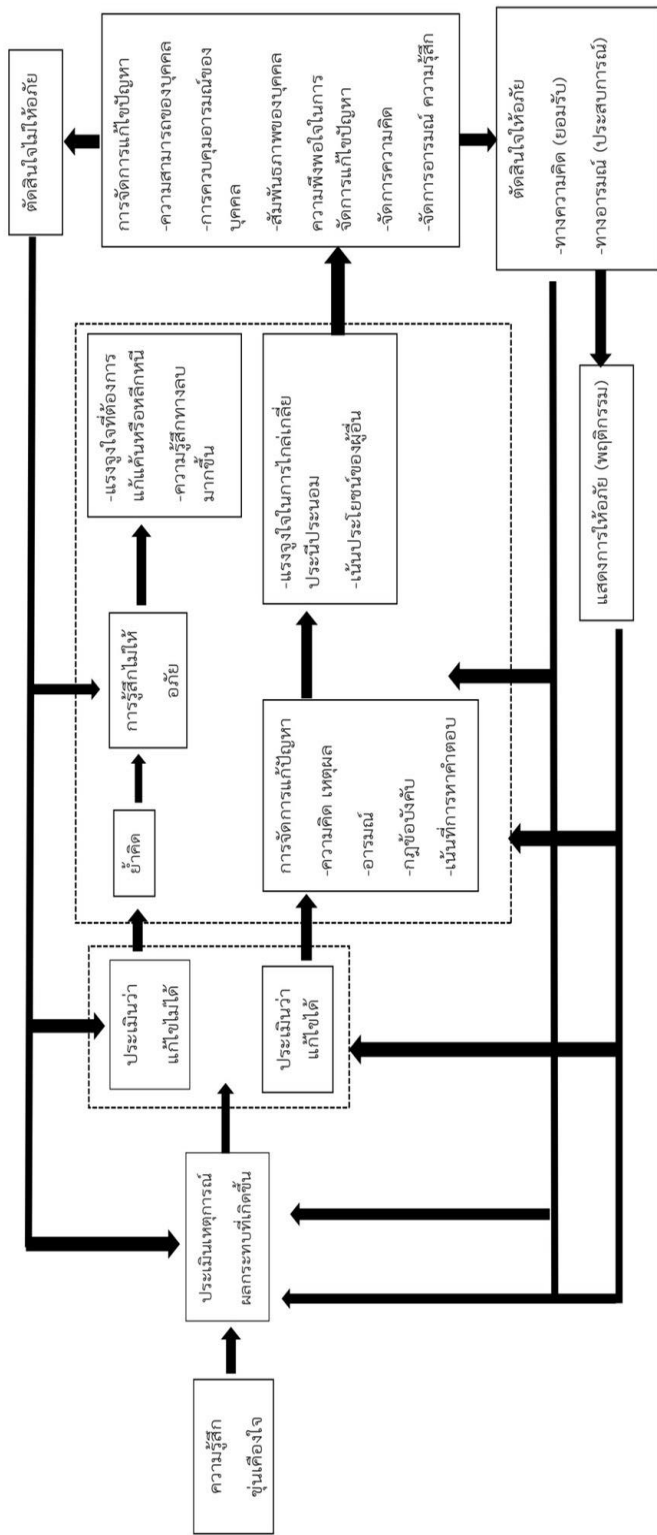 ความรู้สึก
ขุ่นเคืองใจ
ประเมินเหตุการณ์
ผลกระทบที่เกิดขึ้น
ประเมินว่า
แก้ไขไม่ได้
ประเมินว่า
แก้ไขได้
ย้ำคิด
การรู้สึกไม่ให้
อภัย
-แรงจูงใจที่ต้องการ
แก้แค้นหรือหลีกหนี
-ความรู้สึกทางลบ
มากขึ้น
การจัดการแก้ปัญหา
-ความคิด เหตุผล
-อารมณ์
-กฎข้อบังคับ
-เน้นที่การหาคำตอบ
-แรงจูงใจในการไกล่เกลี่ย
ประนีประนอม
-เน้นประโยชน์ของผู้อื่น
ตัดสินใจไม่ให้อภัย
การจัดการแก้ไขปัญหา
-ความสามารถของบุคคล
-การควบคุมอารมณ์ของ
บุคคล
-สัมพันธภาพของบุคคล
ความพึงพอใจในการ
จัดการแก้ไขปัญหา
-จัดการความคิด
-จัดการอารมณ์ ความรู้สึก
ตัดสินใจให้อภัย
-ทางความคิด (ยอมรับ)
-ทางอารมณ์ (ประสบการณ์)
แสดงการให้อภัย (พฤติกรรม)